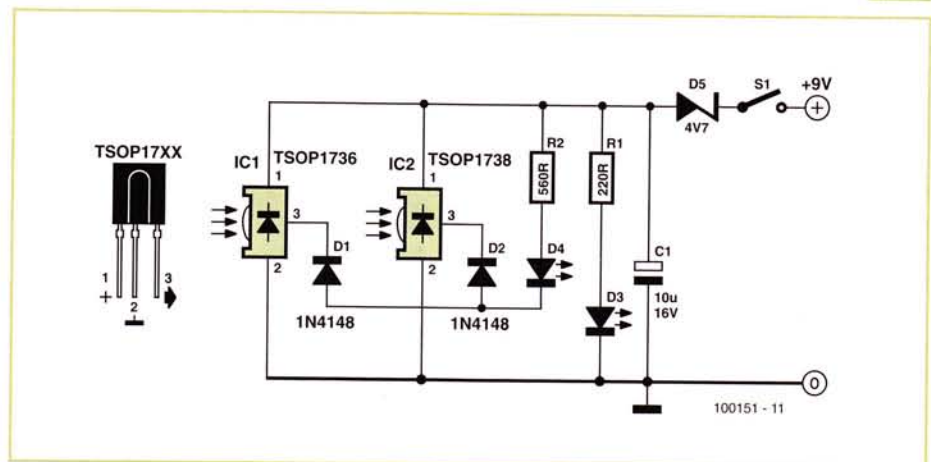 +9V
D5
S1
4V7
TSOP17XX
IC1
TSOP1736
IC2
TSOP1738
R2
R1
560R
220R
1
1
3
3
2
2
D1
D2
D4
D3
C1
10u
16V
1N4148
1N4148
1
3
+
2
0
100151 - 11